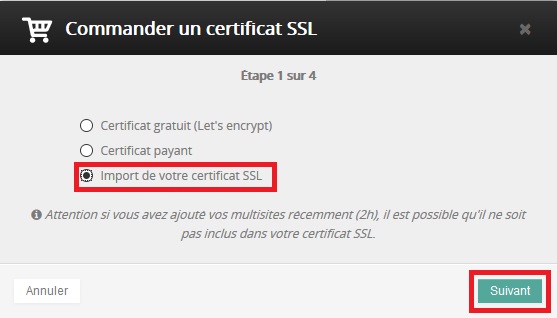 Commander un certificat SSL
Étape 1 sur 4
Certificat gratuit (Let's encrypt)
Certificat payant
Import de votre certificat SSL
Attention si vous avez ajouté vos multisites récemment (2h), il est possible qu'il ne soit
pas inclus dans votre certificat SSL.
Annuler
Suivant